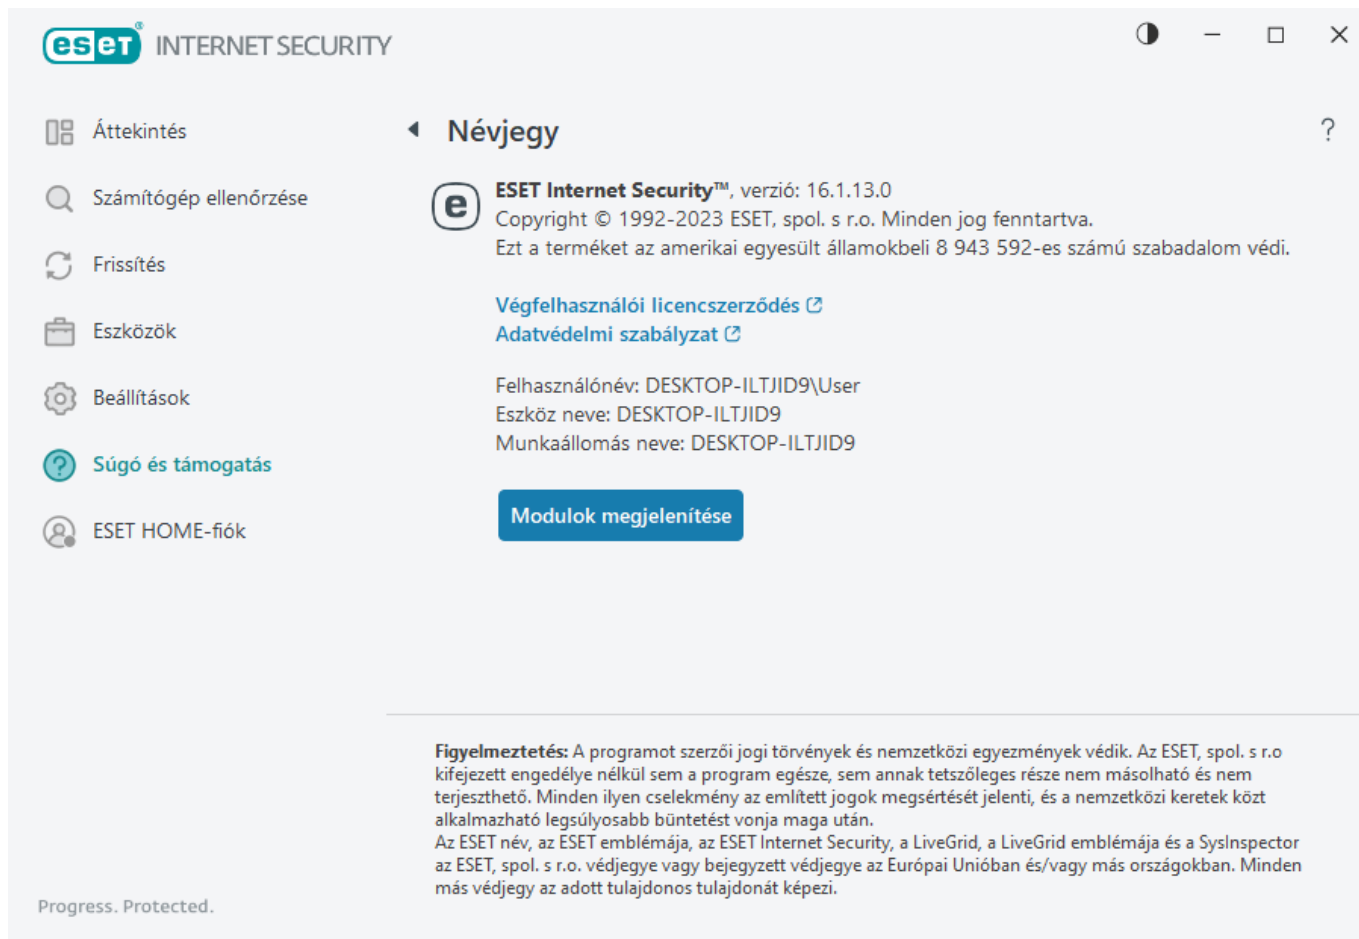 eset® INTERNET SECURITY
Áttekintés
Számítógép ellenőrzése
Frissítés
Eszközök
Beállítások
Súgó és támogatás
ESET HOME-fiók
Progress. Protected.
Névjegy
?
e
ESET Internet Security™, verzió: 16.1.13.0
Copyright © 1992-2023 ESET, spol. s r.o. Minden jog fenntartva.
Ezt a terméket az amerikai egyesült államokbeli 8 943 592-es számú szabadalom védi.
Végfelhasználói licencszerződés
Adatvédelmi szabályzat
Felhasználónév: DESKTOP-ILTJID9\User
Eszköz neve: DESKTOP-ILTJID9
Munkaállomás neve: DESKTOP-ILTJID9
Modulok megjelenítése
Figyelmeztetés: A programot szerzői jogi törvények és nemzetközi egyezmények védik. Az ESET, spol. s r.o
kifejezett engedélye nélkül sem a program egésze, sem annak tetszőleges része nem másolható és nem
terjeszthető. Minden ilyen cselekmény az említett jogok megsértését jelenti, és a nemzetközi keretek közt
alkalmazható legsúlyosabb büntetést vonja maga után.
Az ESET név, az ESET emblémája, az ESET Internet Security, a LiveGrid, a LiveGrid emblémája és a SysInspector
az ESET, spol. s r.o. védjegye vagy bejegyzett védjegye az Európai Unióban és/vagy más országokban. Minden
más védjegy az adott tulajdonos tulajdonát képezi.